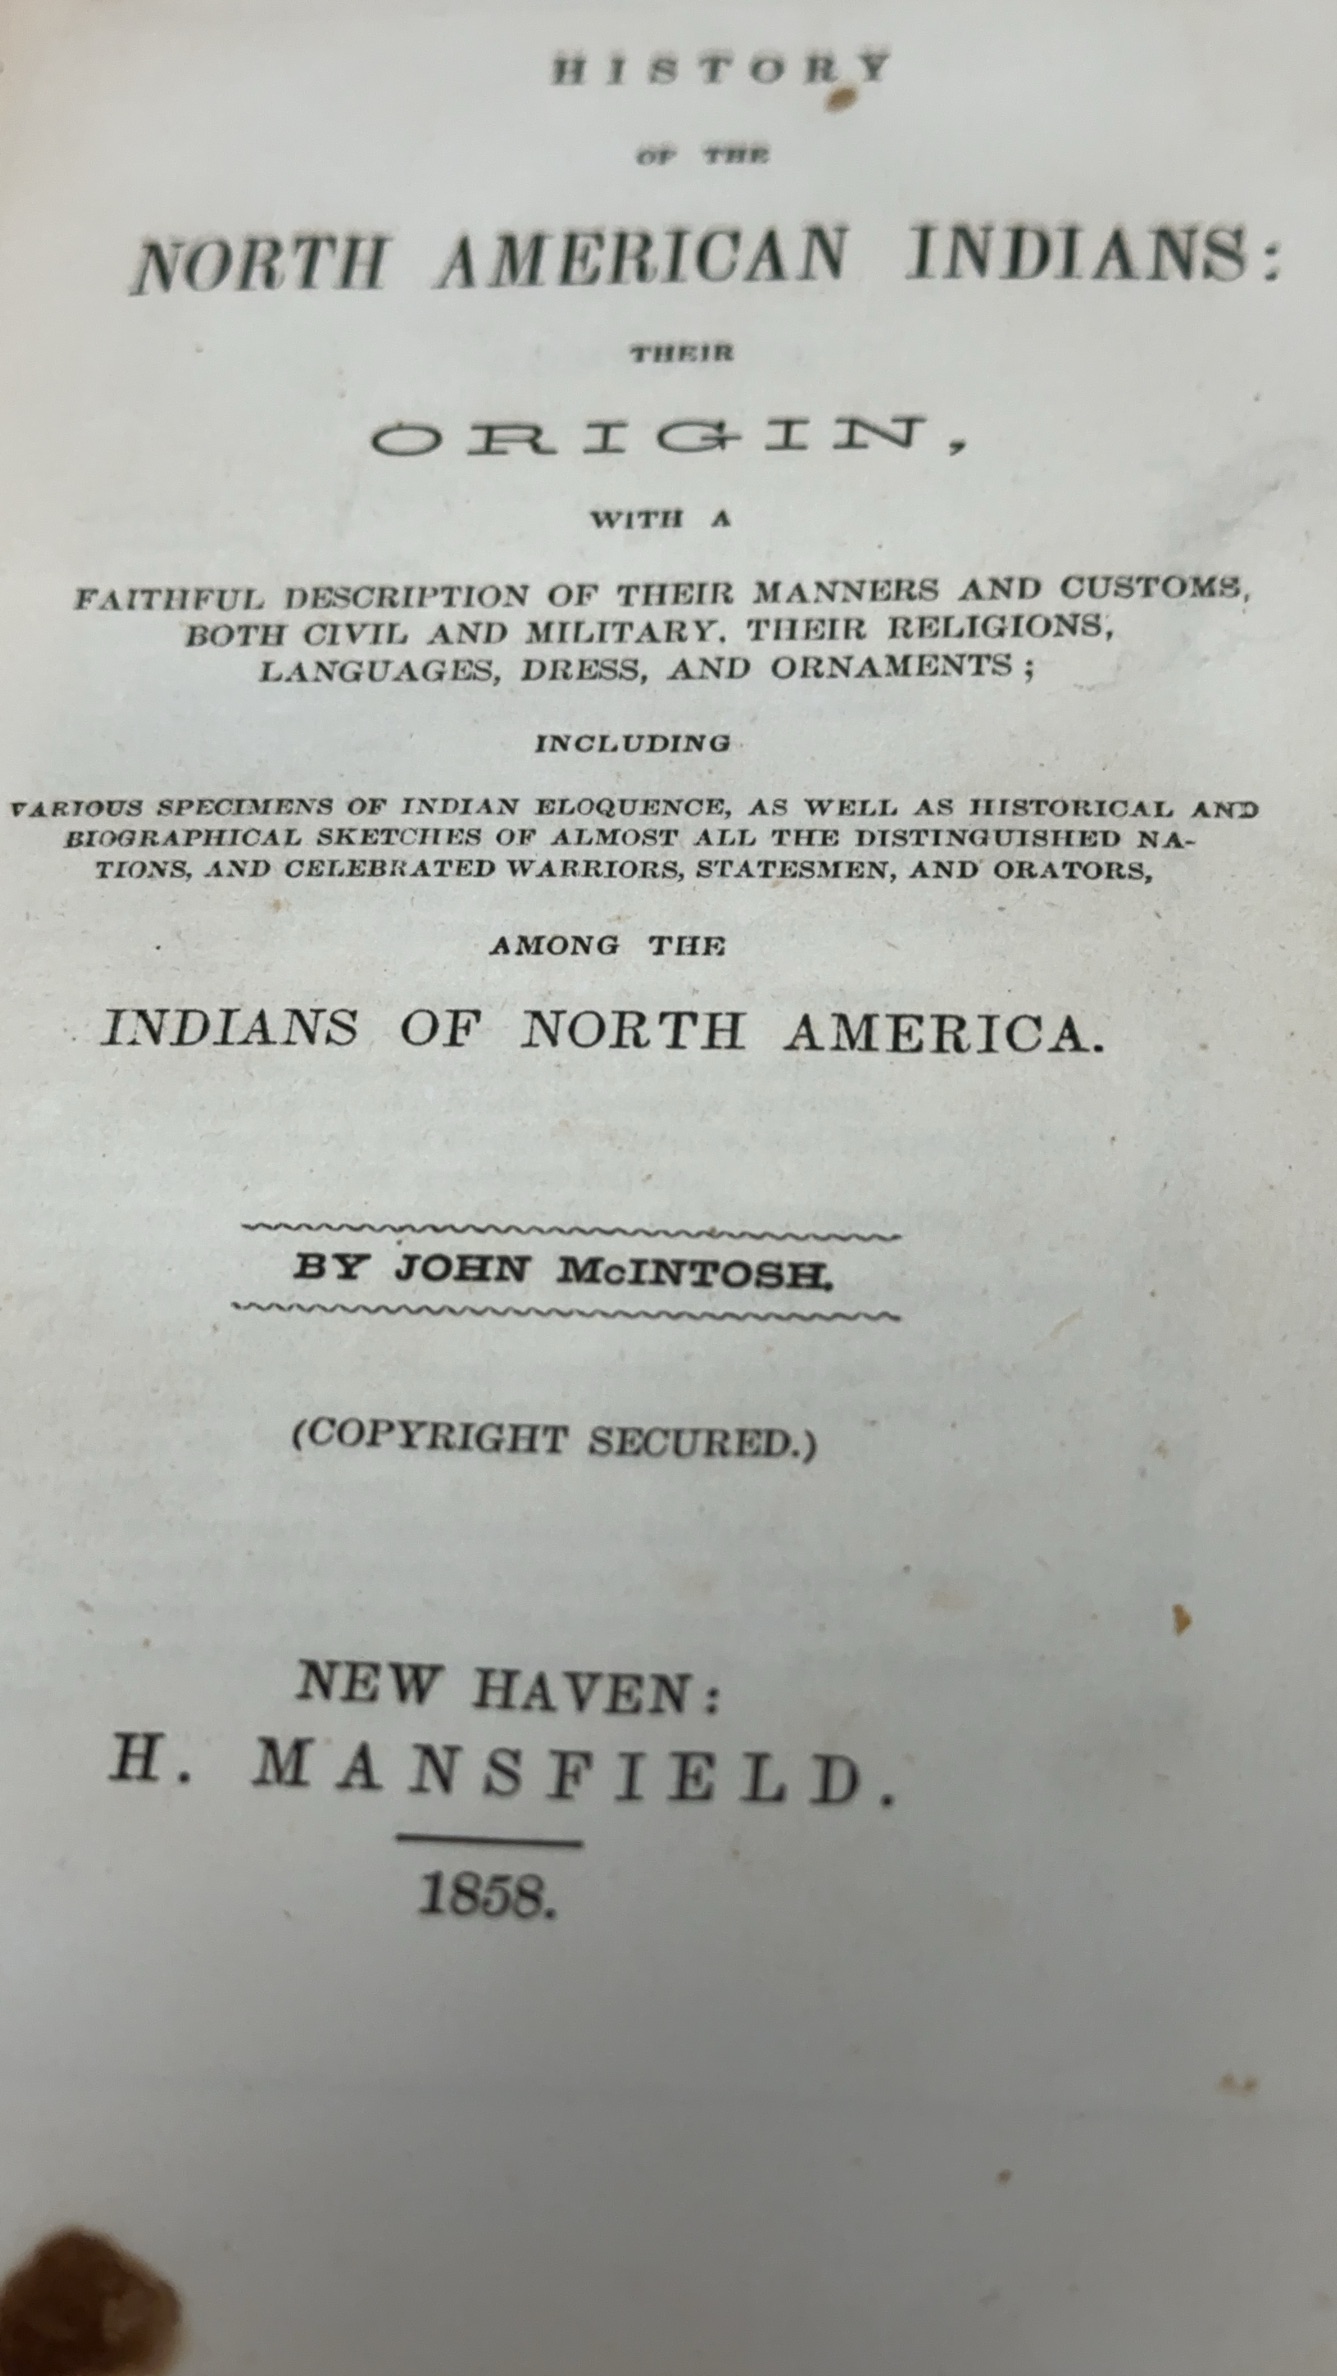 HISTORY
OF THE
NORTH AMERICAN INDIANS:
THEIR
ORIGIN,
WITH A
FAITHFUL DESCRIPTION OF THEIR MANNERS AND CUSTOMS,
BOTH CIVIL AND MILITARY. THEIR RELIGIONS,
LANGUAGES, DRESS, AND ORNAMENTS;
INCLUDING
VARIOUS SPECIMENS OF INDIAN ELOQUENCE, AS WELL AS HISTORICAL AND
BIOGRAPHICAL SKETCHES OF ALMOST ALL THE DISTINGUISHED NA-
TIONS, AND CELEBRATED WARRIORS, STATESMEN, AND ORATORS,
AMONG THE
INDIANS OF NORTH AMERICA.
BY JOHN McINTOSH.
(COPYRIGHT SECURED.)
NEW HAVEN:
H. MANSFIELD.
1858.